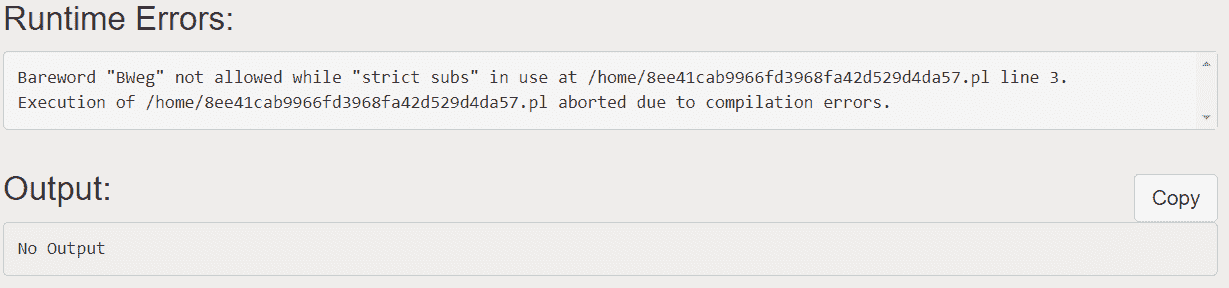 Runtime Errors:
Bareword "BWeg" not allowed while "strict subs" in use at /home/8ee41cab9966fd3968fa42d529d4da57.pl line 3.
Execution of /home/8ee41cab9966fd3968fa42d529d4da57.pl aborted due to compilation errors.
Output:
Copy
No Output